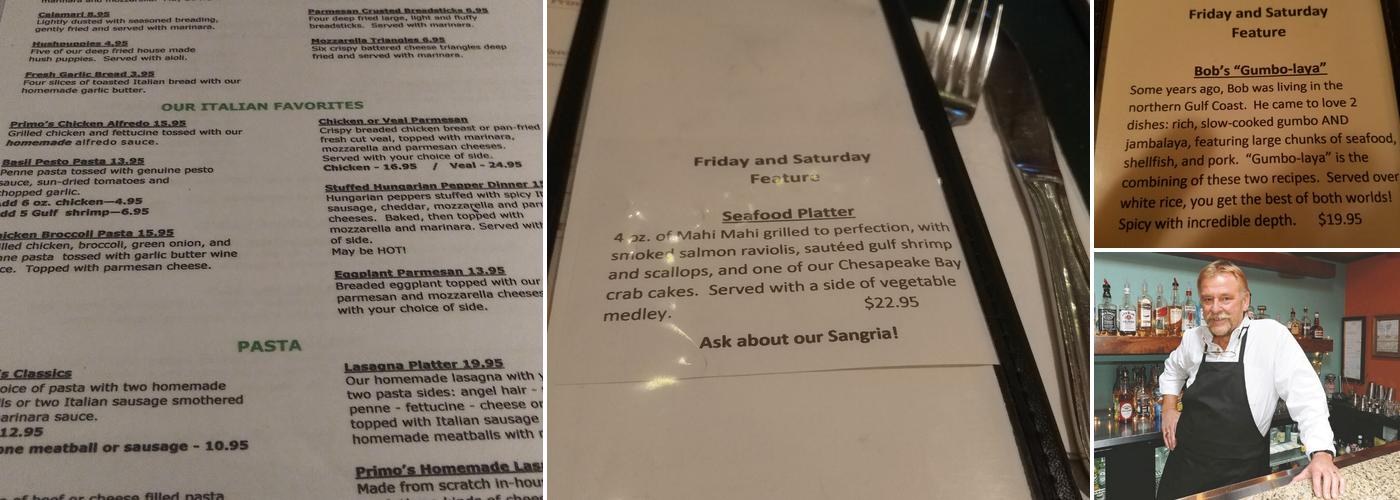 Calamari 8.95
Lightly dusted with seasoned breading,
gently fried and served with marinara.
Hushpuppies 4.95
Five of our deep fried house made
hush puppies. Served with aioli.
Fresh Garlic Bread 3.95
Four slices of toasted Italian bread with our
homemade garlic butter.
Parmesan Crusted Breadsticks 6.95
Four deep fried large, light and fluffy
breadsticks. Served with marinara.
Mozzarella Triangles 6.95
Six crispy battered cheese triangles deep
fried and served with marinara.
OUR ITALIAN FAVORITES
Primo's Chicken Alfredo 15.95
Grilled chicken and fettucine tossed with our
homemade alfredo sauce.
Basil Pesto Pasta 13.95
Penne pasta tossed with genuine pesto
sauce, sun-dried tomatoes and
chopped garlic.
add 6 oz. chicken—4.95
add 5 Gulf shrimp—6.95
Chicken Broccoli Pasta 15.95
chicken, broccoli, green onion, and
pasta tossed with garlic butter wine
Topped with parmesan cheese.
Chicken or Veal Parmesan
Crispy breaded chicken breast or pan-fried
fresh cut veal, topped with marinara,
mozzarella and parmesan cheeses.
Served with your choice of side.
Chicken - 16.95 / Veal - 24.95
Stuffed Hungarian Pepper Dinner
Hungarian peppers stuffed with spicy
sausage, cheddar, mozzarella and
cheeses. Baked, then topped with
mozzarella and marinara. Served
of side.
May be HOT!
Eggplant Parmesan 13.95
Breaded eggplant topped with our
parmesan and mozzarella cheeses
with your choice of side.
PASTA
Classics
of pasta with two homemade
or two Italian sausage smothered
sauce.
12.95
meatball or sausage - 10.95
of beef or cheese filled pasta
Lasagna Platter 19.95
Our homemade lasagna with
two pasta sides: angel hair -
penne - fettucine - cheese or
topped with Italian sausage
homemade meatballs with
Primo's Homemade
Made from scratch
Friday and Saturday
Feature
Seafood Platter
4 oz. of Mahi Mahi grilled to perfection, with
smoked salmon raviolis, sautéed gulf shrimp
and scallops, and one of our Chesapeake Bay
crab cakes. Served with a side of vegetable
medley. $22.95
Ask about our Sangria!
Friday and Saturday
Feature
Bob's "Gumbo-laya"
Some years ago, Bob was living in the
northern Gulf Coast. He came to love 2
dishes: rich, slow-cooked gumbo AND
jambalaya, featuring large chunks of seafood,
shellfish, and pork. "Gumbo-laya" is the
combining of these two recipes. Served over
white rice, you get the best of both worlds!
Spicy with incredible depth. $19.95